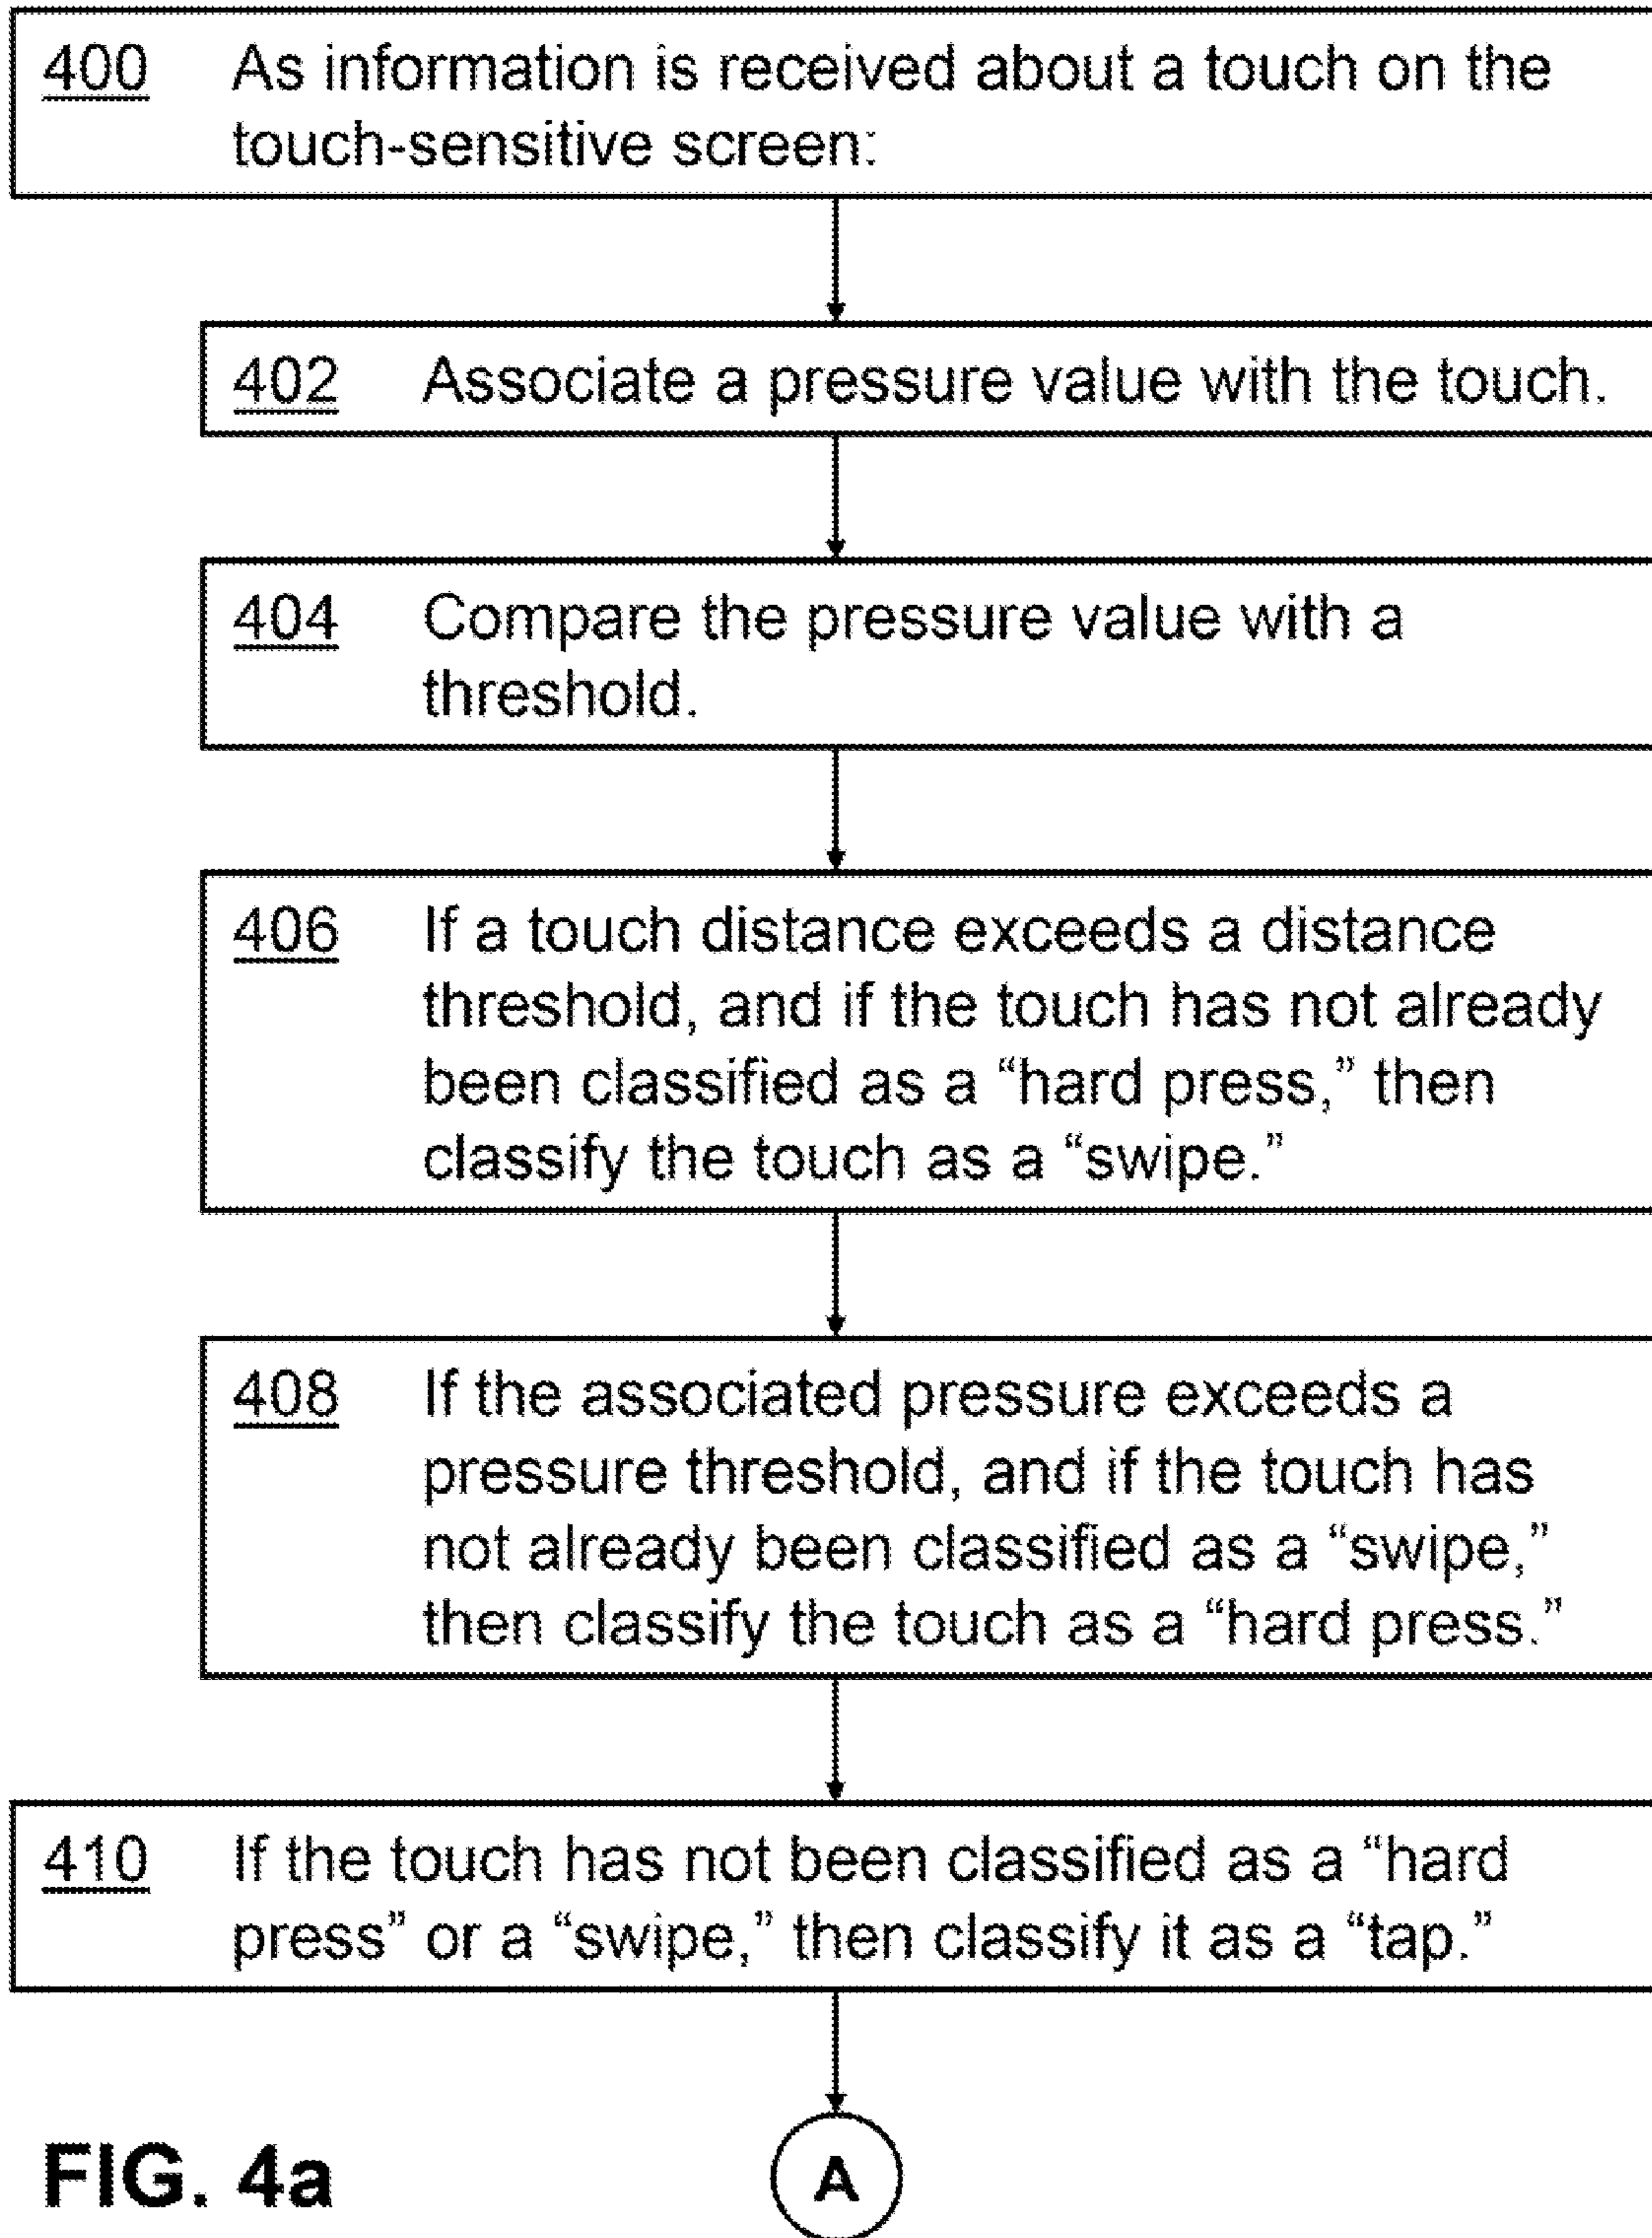 400 As information is received about a touch on the
touch-sensitive screen:
402 Associate a pressure value with the touch.
404 Compare the pressure value with a
threshold.
406 If a touch distance exceeds a distance
threshold, and if the touch has not already
been classified as a “hard press,” then
classify the touch as a “swipe.”
408 If the associated pressure exceeds a
pressure threshold, and if the touch has
not already been classified as a “swipe,”
then classify the touch as a “hard press.”
410 If the touch has not been classified as a “hard
press” or a “swipe,” then classify it as a “tap.”
A
FIG. 4a